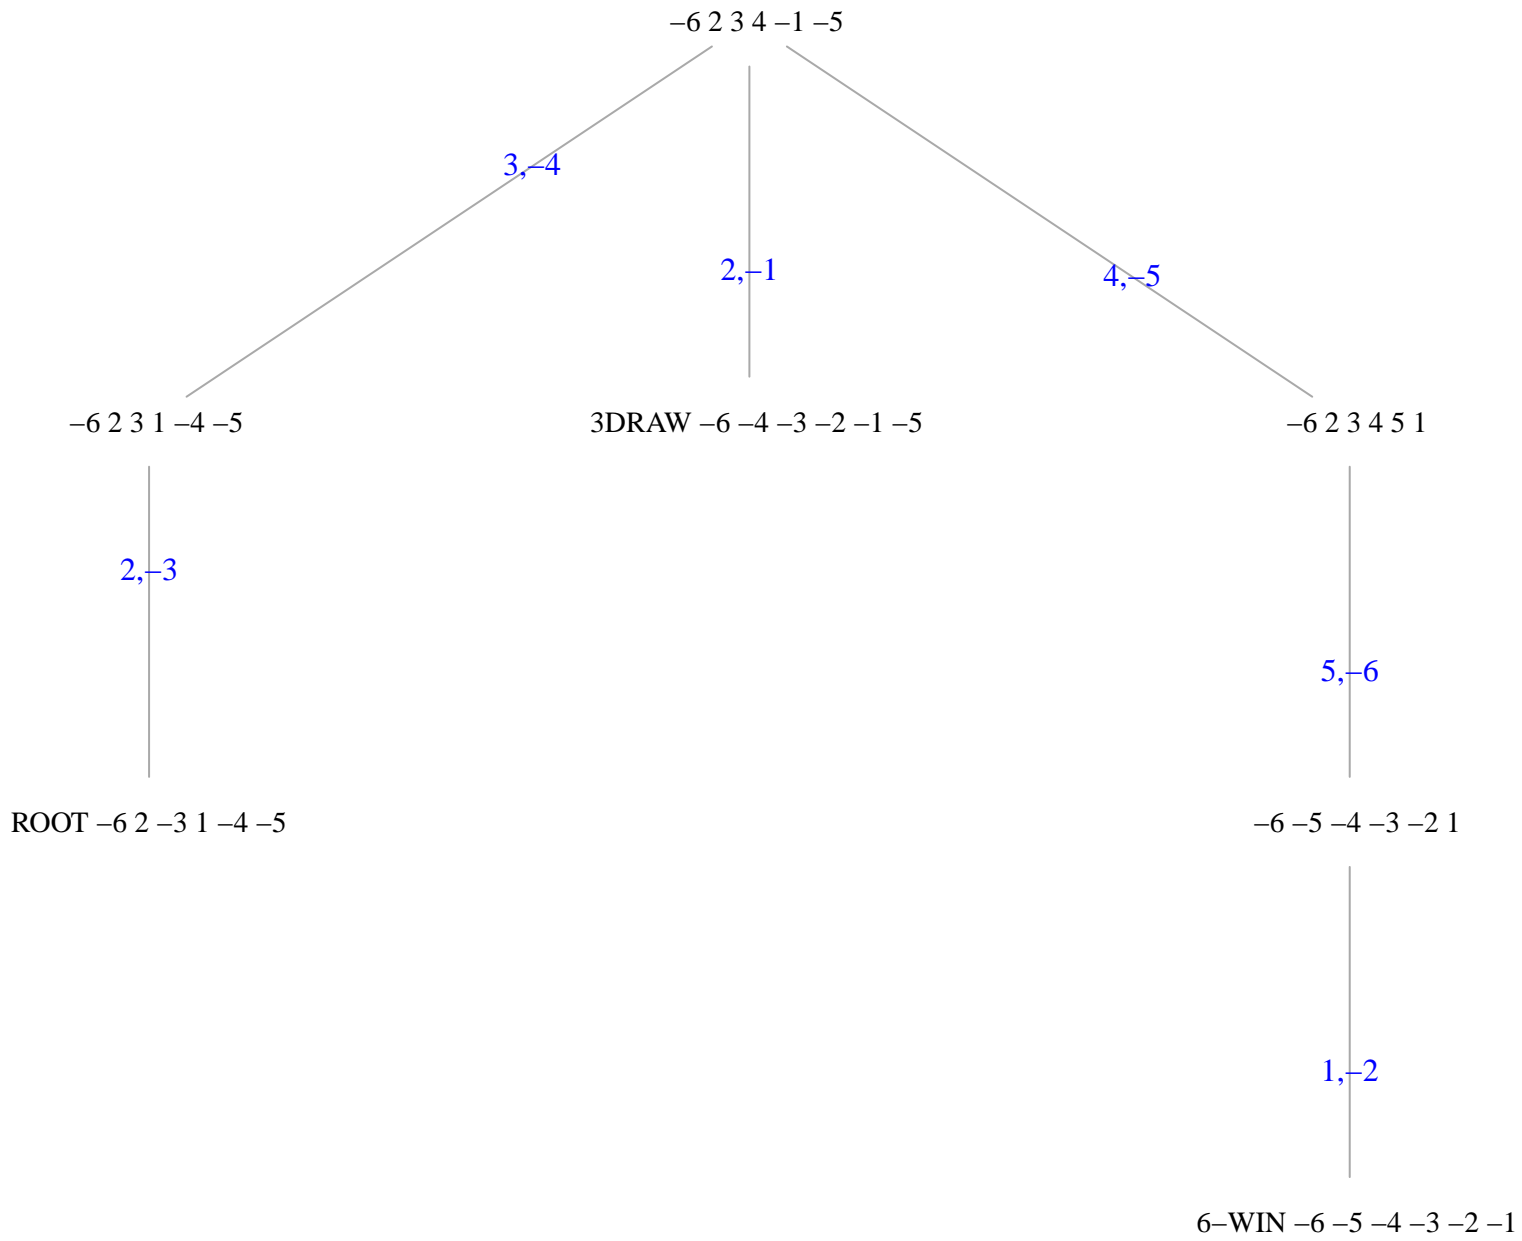 –6 2 3 4 –1 –5
3,–4
2,–1
4,–5
–6 2 3 1 –4 –5
3DRAW –6 –4 –3 –2 –1 –5
–6 2 3 4 5 1
2,–3
5,–6
ROOT –6 2 –3 1 –4 –5
–6 –5 –4 –3 –2 1
1,–2
6–WIN –6 –5 –4 –3 –2 –1